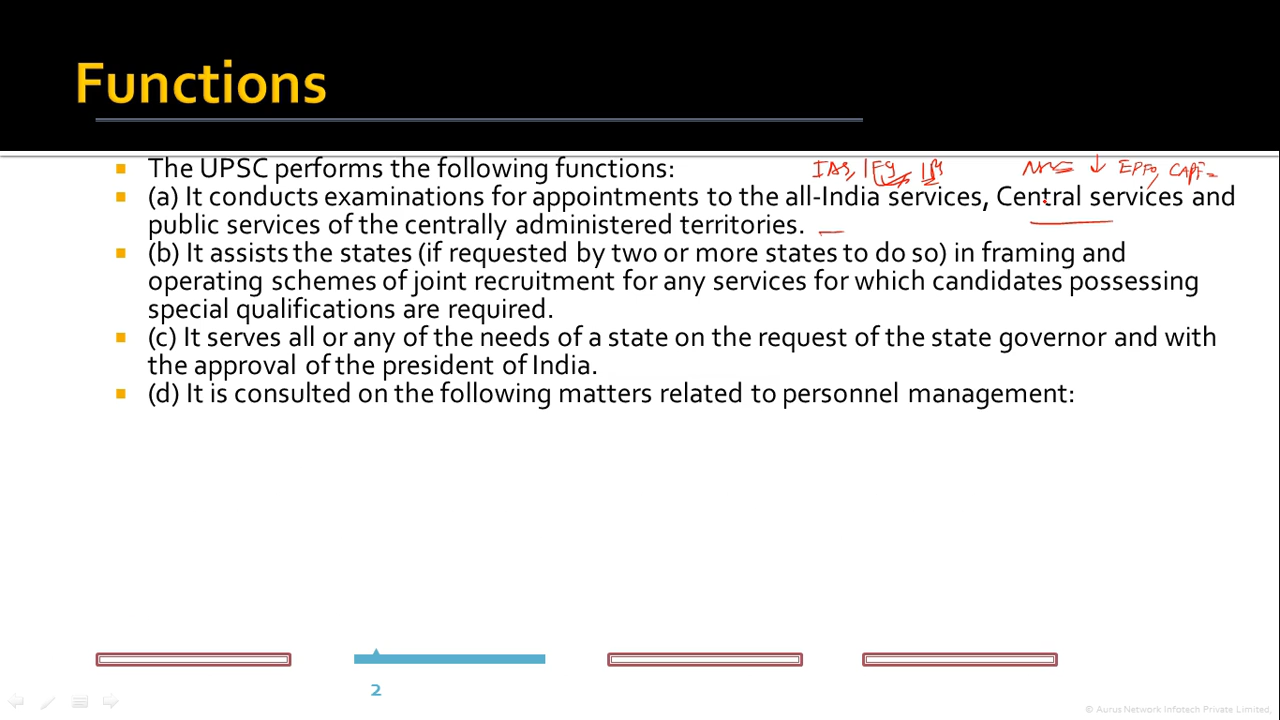 Functions
The UPSC performs the following functions:
IAS, IFS, IPS
EPFO, CAPF
(a) It conducts examinations for appointments to the all-India services, Central services and
public services of the centrally administered territories.
(b) It assists the states (if requested by two or more states to do so) in framing and
operating schemes of joint recruitment for any services for which candidates possessing
special qualifications are required.
(c) It serves all or any of the needs of a state on the request of the state governor and with
the approval of the president of India.
(d) It is consulted on the following matters related to personnel management:
2
© Aurus Network Infotech Private Limited,